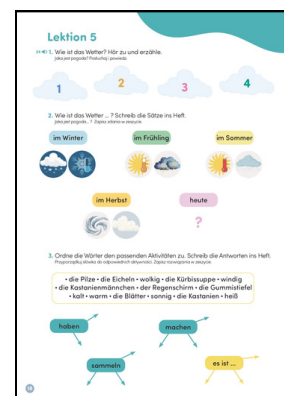 Lektion 5
1. Wie ist das Wetter? Hör zu und erzähle.
Jaka jest pogoda? Posłuchaj i powiedz.
1
2
3
4
2. Wie ist das Wetter ... ? Schreib die Sätze ins Heft.
Jaka jest pogoda... ? Zapisz zdania w zeszycie.
im Winter
im Frühling
im Sommer
im Herbst
heute
?
3. Ordne die Wörter den passenden Aktivitäten zu. Schreib die Antworten ins Heft.
Przyporządkuj słówka do odpowiednich aktywności. Zapisz rozwiązania w zeszycie.
• die Pilze • die Eicheln • wolkig • die Kürbissuppe • windig
• die Kastanienmännchen • der Regenschirm • die Gummistiefel
• kalt • warm • die Blätter • sonnig • die Kastanien • heiß
haben
machen
sammeln
es ist ...